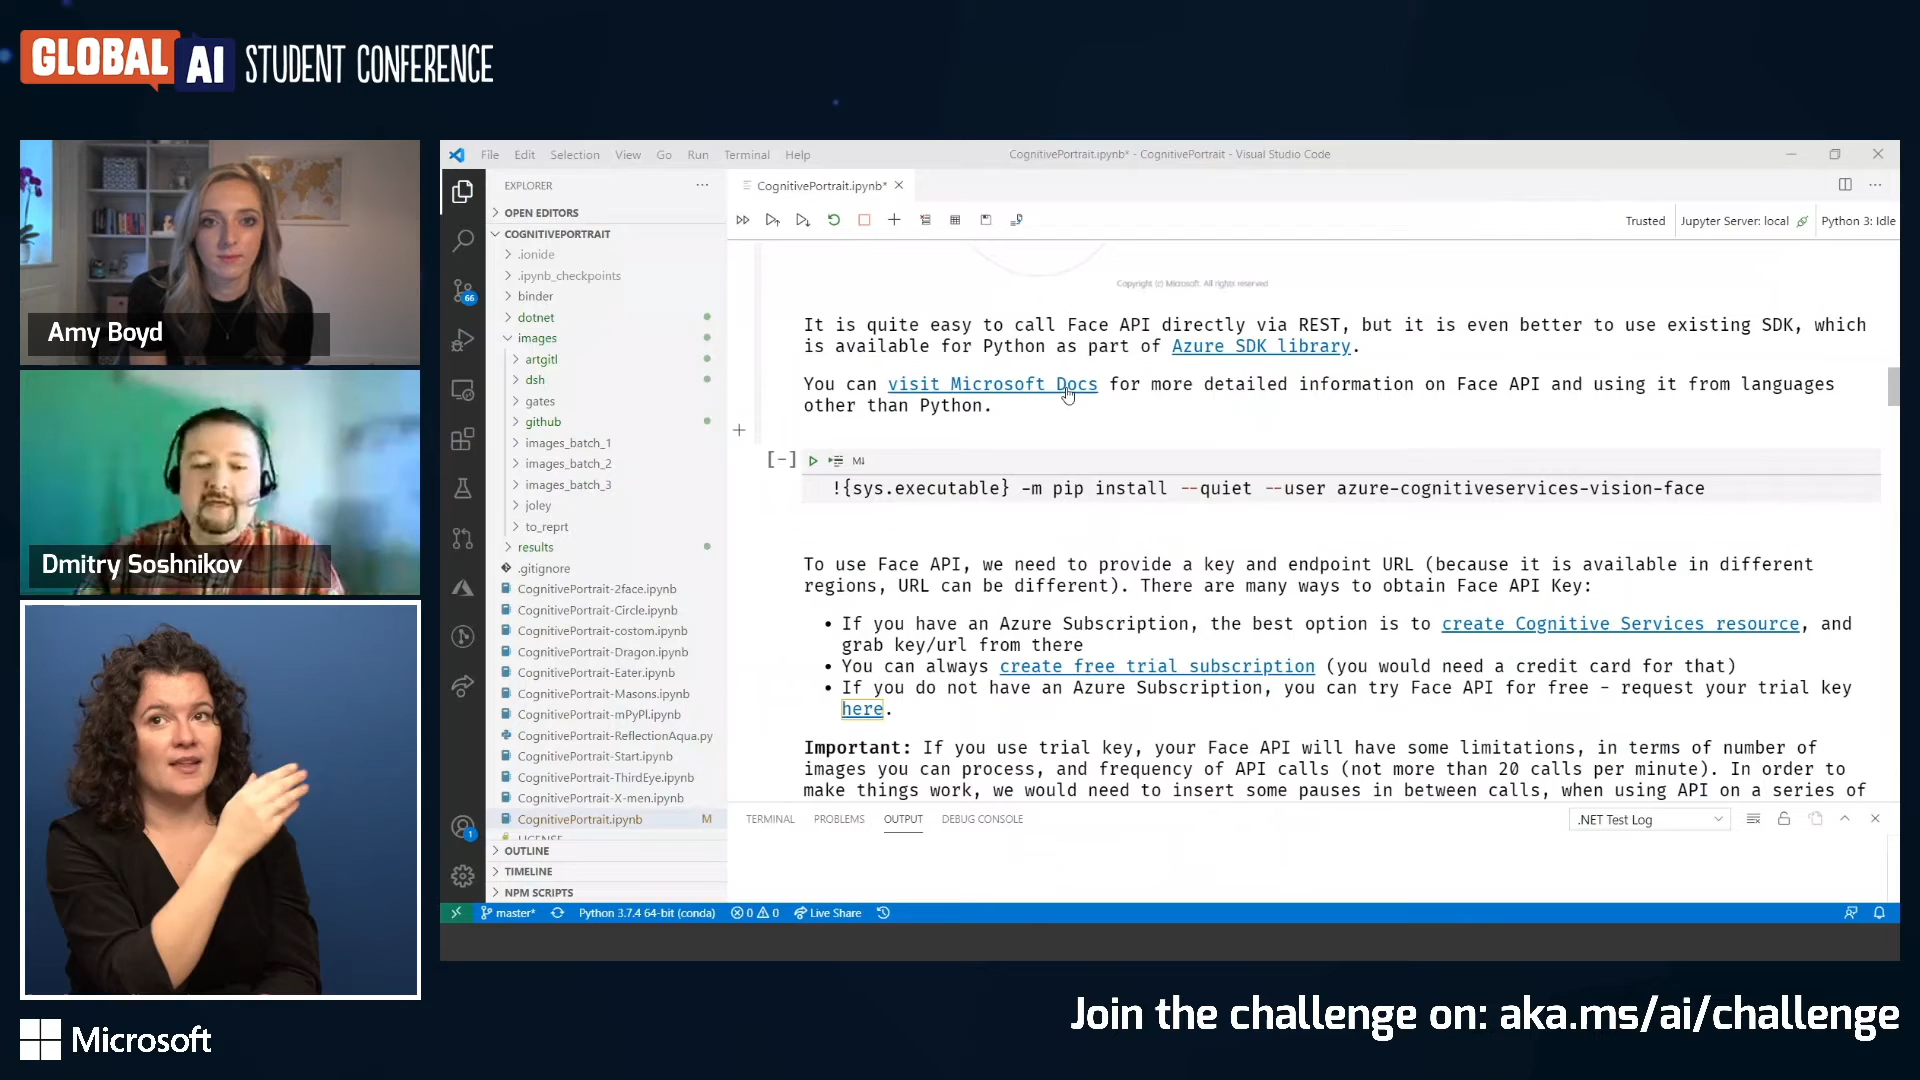 GLOBAL AI STUDENT CONFERENCE
Amy Boyd
Dmitry Soshnikov
Microsoft
File Edit Selection View Go Run Terminal Help
CognitivePortrait.ipynb* - CognitivePortrait - Visual Studio Code
EXPLORER
OPEN EDITORS
COGNITIVEPORTRAIT
.ionide
.ipynb_checkpoints
binder
dotnet
images
artgitl
dsh
gates
github
images_batch_1
images_batch_2
images_batch_3
joley
to_reprt
results
.gitignore
CognitivePortrait-2face.ipynb
CognitivePortrait-Circle.ipynb
CognitivePortrait-costom.ipynb
CognitivePortrait-Dragon.ipynb
CognitivePortrait-Eater.ipynb
CognitivePortrait-Masons.ipynb
CognitivePortrait-mPyPl.ipynb
CognitivePortrait-ReflectionAqua.py
CognitivePortrait-Start.ipynb
CognitivePortrait-ThirdEye.ipynb
CognitivePortrait-X-men.ipynb
CognitivePortrait.ipynb M
LICENSE
OUTLINE
TIMELINE
NPM SCRIPTS
66
1
CognitivePortrait.ipynb*
Trusted Jupyter Server: local Python 3: Idle
Copyright (c) Microsoft. All rights reserved
It is quite easy to call Face API directly via REST, but it is even better to use existing SDK, which
is available for Python as part of Azure SDK library.
You can visit Microsoft Docs for more detailed information on Face API and using it from languages
other than Python.
[-] M↓
!{sys.executable} -m pip install --quiet --user azure-cognitiveservices-vision-face
To use Face API, we need to provide a key and endpoint URL (because it is available in different
regions, URL can be different). There are many ways to obtain Face API Key:
• If you have an Azure Subscription, the best option is to create Cognitive Services resource, and
grab key/url from there
• You can always create free trial subscription (you would need a credit card for that)
• If you do not have an Azure Subscription, you can try Face API for free - request your trial key
here.
Important: If you use trial key, your Face API will have some limitations, in terms of number of
images you can process, and frequency of API calls (not more than 20 calls per minute). In order to
make things work, we would need to insert some pauses in between calls, when using API on a series of
TERMINAL PROBLEMS OUTPUT DEBUG CONSOLE
.NET Test Log
master* Python 3.7.4 64-bit (conda) 0 0 Live Share
Join the challenge on: aka.ms/ai/challenge